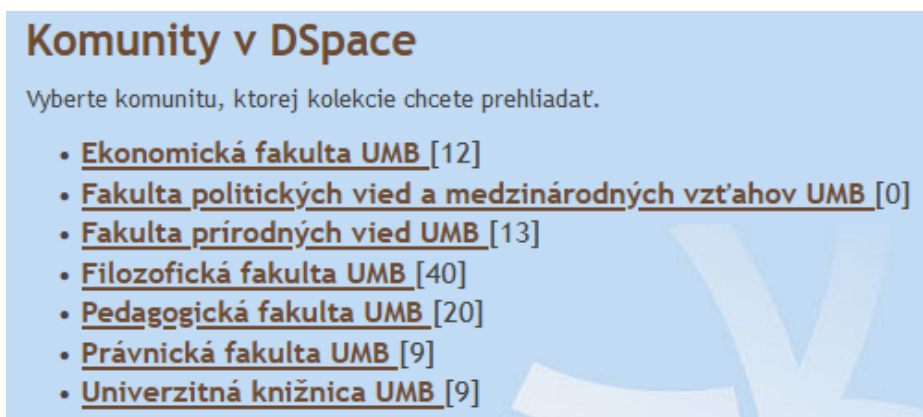 Komunity v DSpace
Vyberte komunitu, ktorej kolekcie chcete prehliadať.
• Ekonomická fakulta UMB [12]
• Fakulta politických vied a medzinárodných vzťahov UMB [0]
• Fakulta prírodných vied UMB [13]
• Filozofická fakulta UMB [40]
• Pedagogická fakulta UMB [20]
• Právnická fakulta UMB [9]
• Univerzitná knižnica UMB [9]